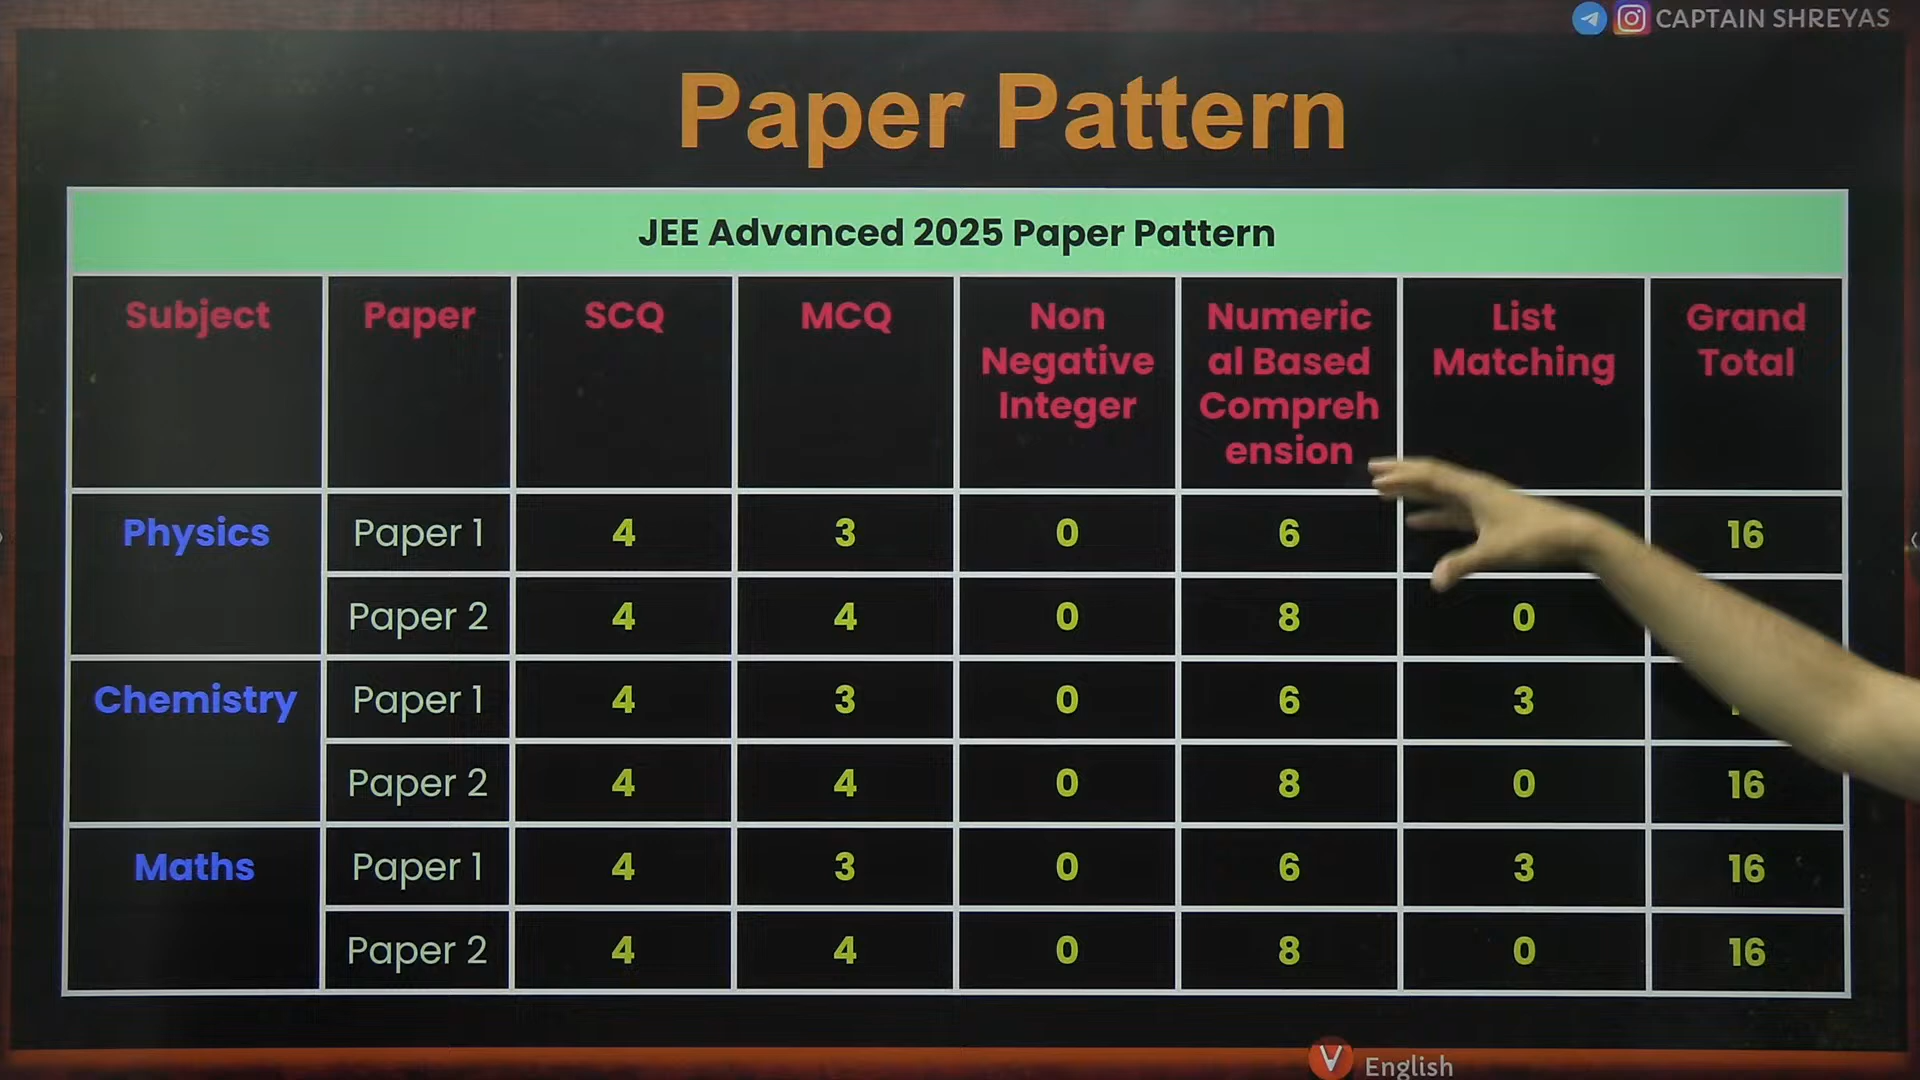 CAPTAIN SHREYAS
Paper Pattern
JEE Advanced 2025 Paper Pattern
Subject Paper SCQ MCQ Non Negative Integer Numeric al Based Compreh ension List Matching Grand Total
Physics Paper 1 4 3 0 6 16
Paper 2 4 4 0 8 0
Chemistry Paper 1 4 3 0 6 3
Paper 2 4 4 0 8 0 16
Maths Paper 1 4 3 0 6 3 16
Paper 2 4 4 0 8 0 16
V English